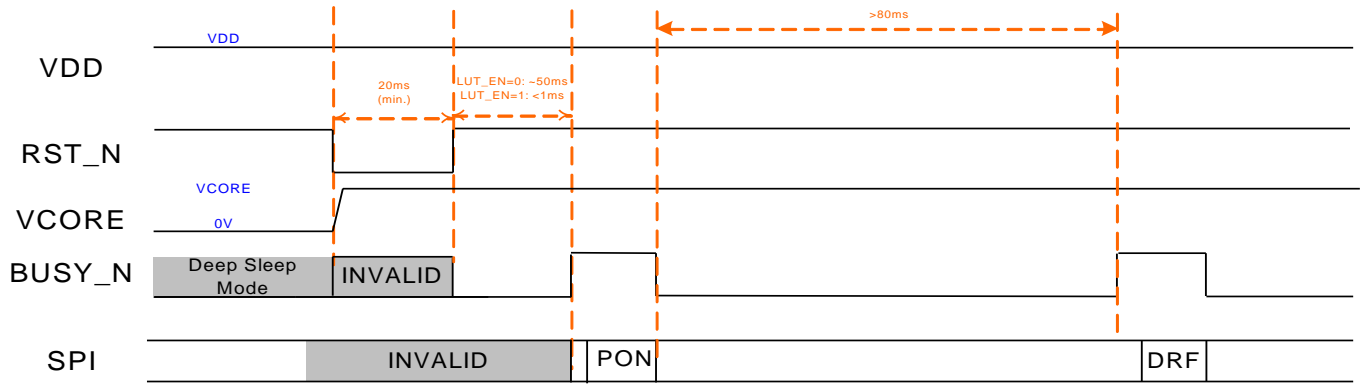 >80ms
VDD
VDD
20ms
(min.)
LUT_EN=0: ~50ms
LUT_EN=1: <1ms
RST_N
VCORE
VCORE
0V
BUSY_N
Deep Sleep
Mode
INVALID
SPI
INVALID
PON
DRF